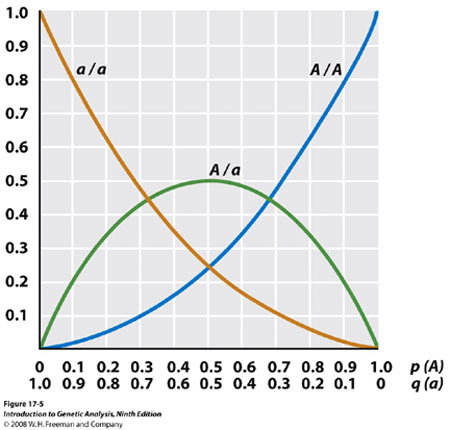 1.0
0.9
a/a
A/A
0.8
0.7
0.6
A/a
0.5
0.4
0.3
0.2
0.1
0 0.1 0.2 0.3 0.4 0.5 0.6 0.7 0.8 0.9 1.0 p (A)
1.0 0.9 0.8 0.7 0.6 0.5 0.4 0.3 0.2 0.1 0 q (a)
Figure 17-5
Introduction to Genetic Analysis, Ninth Edition
© 2008 W.H. Freeman and Company